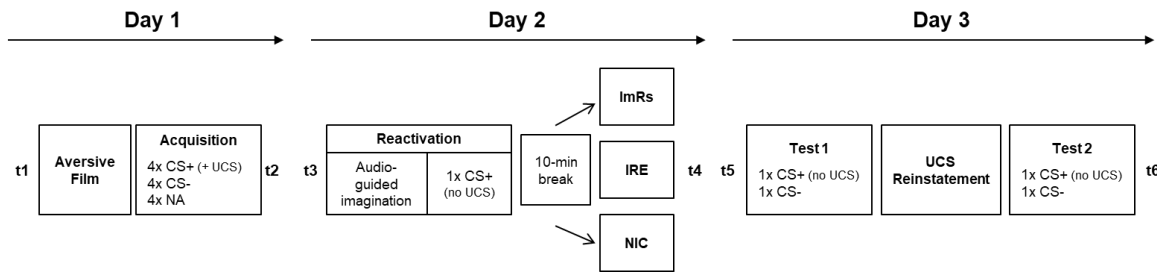 Day 1
Day 2
Day 3
t1
Aversive
Film
Acquisition
4x CS+ (+ UCS)
4x CS-
4x NA
t2
t3
Reactivation
Audio-
guided
imagination
1x CS+
(no UCS)
10-min
break
ImRs
IRE
NIC
t4
t5
Test 1
1x CS+ (no UCS)
1x CS-
UCS
Reinstatement
Test 2
1x CS+ (no UCS)
1x CS-
t6